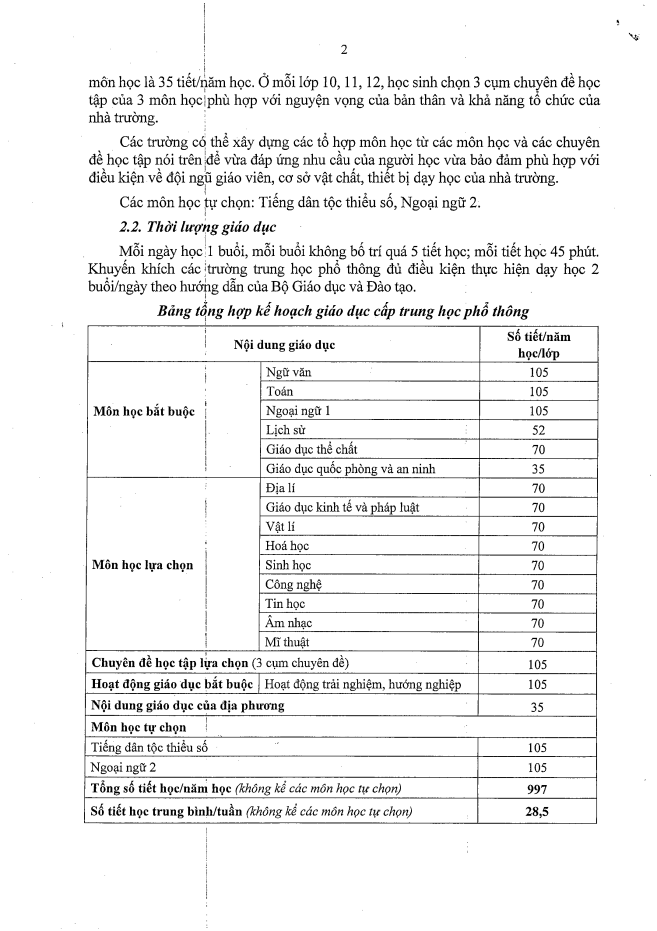 2
môn học là 35 tiết/năm học. Ở mỗi lớp 10, 11, 12, học sinh chọn 3 cụm chuyên đề học
tập của 3 môn học phù hợp với nguyện vọng của bản thân và khả năng tổ chức của
nhà trường.
Các trường có thể xây dựng các tổ hợp môn học từ các môn học và các chuyên
đề học tập nói trên để vừa đáp ứng nhu cầu của người học vừa bảo đảm phù hợp với
điều kiện về đội ngũ giáo viên, cơ sở vật chất, thiết bị dạy học của nhà trường.
Các môn học tự chọn: Tiếng dân tộc thiểu số, Ngoại ngữ 2.
2.2. Thời lượng giáo dục
Mỗi ngày học 1 buổi, mỗi buổi không bố trí quá 5 tiết học; mỗi tiết học 45 phút.
Khuyến khích các trường trung học phổ thông đủ điều kiện thực hiện dạy học 2
buổi/ngày theo hướng dẫn của Bộ Giáo dục và Đào tạo.
Bảng tổng hợp kế hoạch giáo dục cấp trung học phổ thông
Nội dung giáo dục
Số tiết/năm
học/lớp
Môn học bắt buộc
Ngữ văn 105
Toán 105
Ngoại ngữ 1 105
Lịch sử 52
Giáo dục thể chất 70
Giáo dục quốc phòng và an ninh 35
Môn học lựa chọn
Địa lí 70
Giáo dục kinh tế và pháp luật 70
Vật lí 70
Hoá học 70
Sinh học 70
Công nghệ 70
Tin học 70
Âm nhạc 70
Mĩ thuật 70
Chuyên đề học tập lựa chọn (3 cụm chuyên đề) 105
Hoạt động giáo dục bắt buộc Hoạt động trải nghiệm, hướng nghiệp 105
Nội dung giáo dục của địa phương 35
Môn học tự chọn
Tiếng dân tộc thiểu số 105
Ngoại ngữ 2 105
Tổng số tiết học/năm học (không kể các môn học tự chọn) 997
Số tiết học trung bình/tuần (không kể các môn học tự chọn) 28,5